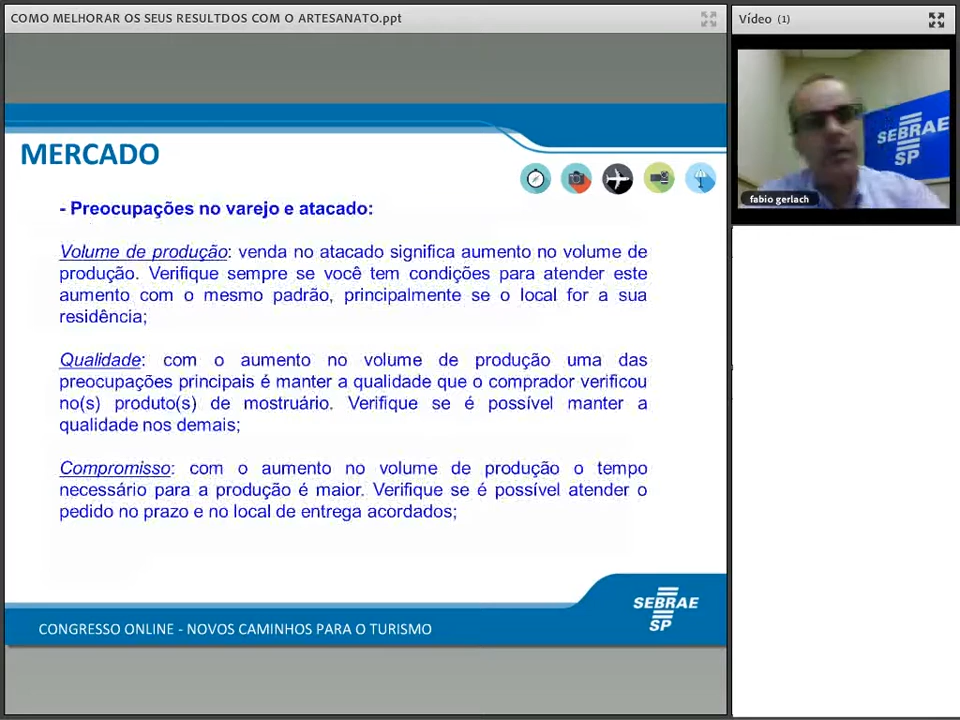 COMO MELHORAR OS SEUS RESULTDOS COM O ARTESANATO.ppt
Vídeo (1)
MERCADO
SEBRAE
SP
fabio gerlach
- Preocupações no varejo e atacado:
Volume de produção: venda no atacado significa aumento no volume de
produção. Verifique sempre se você tem condições para atender este
aumento com o mesmo padrão, principalmente se o local for a sua
residência;
Qualidade: com o aumento no volume de produção uma das
preocupações principais é manter a qualidade que o comprador verificou
no(s) produto(s) de mostruário. Verifique se é possível manter a
qualidade nos demais;
Compromisso: com o aumento no volume de produção o tempo
necessário para a produção é maior. Verifique se é possível atender o
pedido no prazo e no local de entrega acordados;
SEBRAE
SP
CONGRESSO ONLINE - NOVOS CAMINHOS PARA O TURISMO